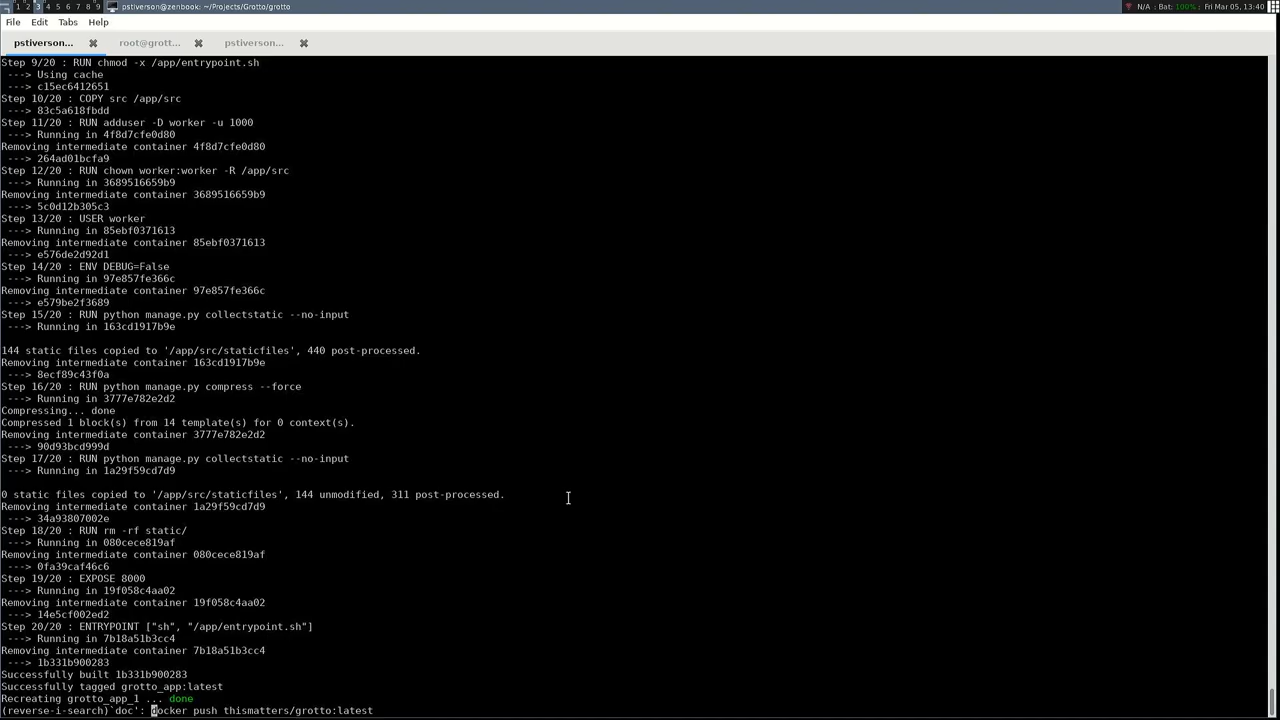 1 2 3 4 5 6 7 8 9 pstiverson@zenbook: ~/Projects/Grotto/grotto N/A : Bat: 100% : Fri Mar 05, 13:40
File Edit Tabs Help
pstiverson... root@grott... pstiverson...
Step 9/20 : RUN chmod -x /app/entrypoint.sh
---> Using cache
---> c15ec6412651
Step 10/20 : COPY src /app/src
---> 83c5a618fbdd
Step 11/20 : RUN adduser -D worker -u 1000
---> Running in 4f8d7cfe0d80
Removing intermediate container 4f8d7cfe0d80
---> 264ad01bcfa9
Step 12/20 : RUN chown worker:worker -R /app/src
---> Running in 3689516659b9
Removing intermediate container 3689516659b9
---> 5c0d12b305c3
Step 13/20 : USER worker
---> Running in 85ebf0371613
Removing intermediate container 85ebf0371613
---> e576de2d92d1
Step 14/20 : ENV DEBUG=False
---> Running in 97e857fe366c
Removing intermediate container 97e857fe366c
---> e579be2f3689
Step 15/20 : RUN python manage.py collectstatic --no-input
---> Running in 163cd1917b9e
144 static files copied to '/app/src/staticfiles', 440 post-processed.
Removing intermediate container 163cd1917b9e
---> 8ecf89c43f0a
Step 16/20 : RUN python manage.py compress --force
---> Running in 3777e782e2d2
Compressing... done
Compressed 1 block(s) from 14 template(s) for 0 context(s).
Removing intermediate container 3777e782e2d2
---> 90d93bcd999d
Step 17/20 : RUN python manage.py collectstatic --no-input
---> Running in 1a29f59cd7d9
0 static files copied to '/app/src/staticfiles', 144 unmodified, 311 post-processed.
Removing intermediate container 1a29f59cd7d9
---> 34a93807002e
Step 18/20 : RUN rm -rf static/
---> Running in 080cece819af
Removing intermediate container 080cece819af
---> 0fa39caf46c6
Step 19/20 : EXPOSE 8000
---> Running in 19f058c4aa02
Removing intermediate container 19f058c4aa02
---> 14e5cf002ed2
Step 20/20 : ENTRYPOINT ["sh", "/app/entrypoint.sh"]
---> Running in 7b18a51b3cc4
Removing intermediate container 7b18a51b3cc4
---> 1b331b900283
Successfully built 1b331b900283
Successfully tagged grotto_app:latest
Recreating grotto_app_1 ... done
(reverse-i-search)`doc': docker push thismatters/grotto:latest